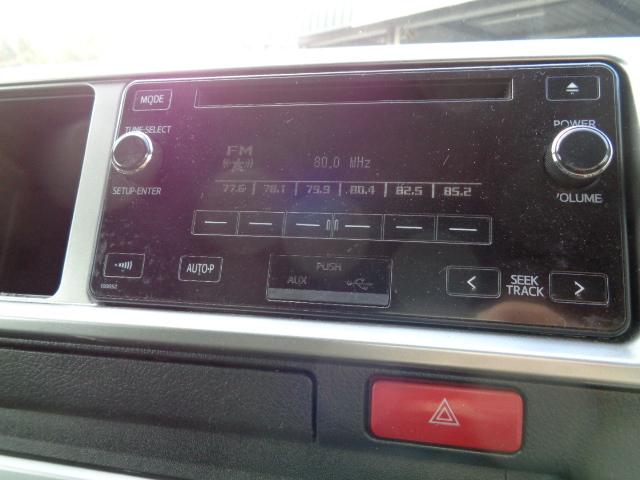 MODE
TUNE·SELECT
SETUP·ENTER
FM
80.0 MHz
77.6 78.1 79.9 80.4 82.5 85.2
POWER
VOLUME
AUTO-P
PUSH
AUX
SEEK
TRACK